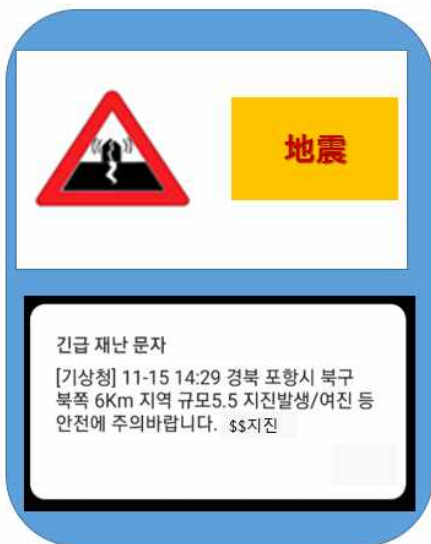 地震
긴급 재난 문자
[기상청] 11-15 14:29 경북 포항시 북구
북쪽 6Km 지역 규모5.5 지진발생/여진 등
안전에 주의바랍니다. $$지진